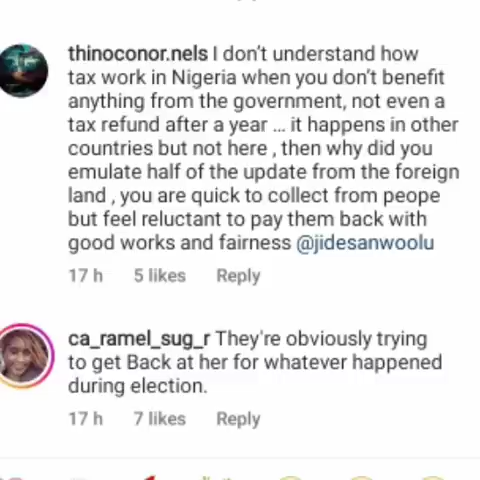 thinoconor.nels I don't understand how
tax work in Nigeria when you don't benefit
anything from the government, not even a
tax refund after a year ... it happens in other
countries but not here , then why did you
emulate half of the update from the foreign
land , you are quick to collect from peope
but feel reluctant to pay them back with
good works and fairness @jidesanwoolu
17 h 5 likes Reply
ca_ramel_sug_r They're obviously trying
to get Back at her for whatever happened
during election.
17 h 7 likes Reply